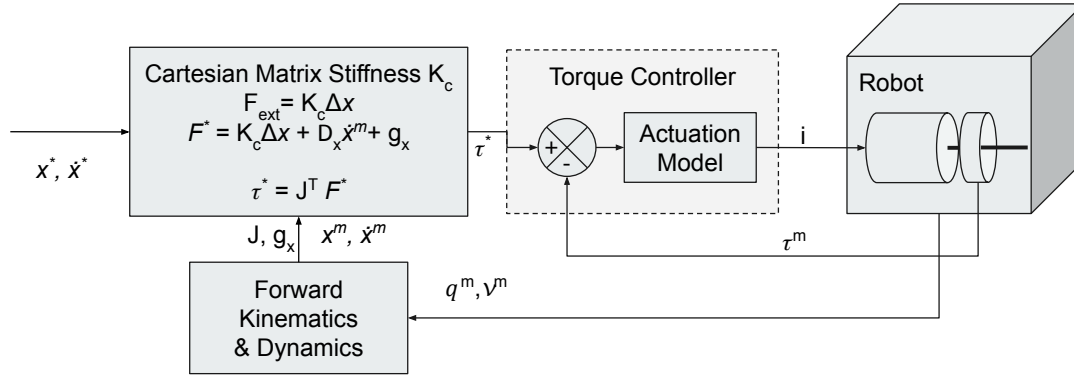 Cartesian Matrix Stiffness K_c
F_ext = K_c Δx
F^* = K_c Δx + D_x ẋ^m + g_x
τ^* = J^T F^*
x^*, ẋ^*
τ^*
Torque Controller
+
-
Actuation
Model
i
Robot
τ^m
J, g_x
x^m, ẋ^m
q^m, ν^m
Forward
Kinematics
& Dynamics